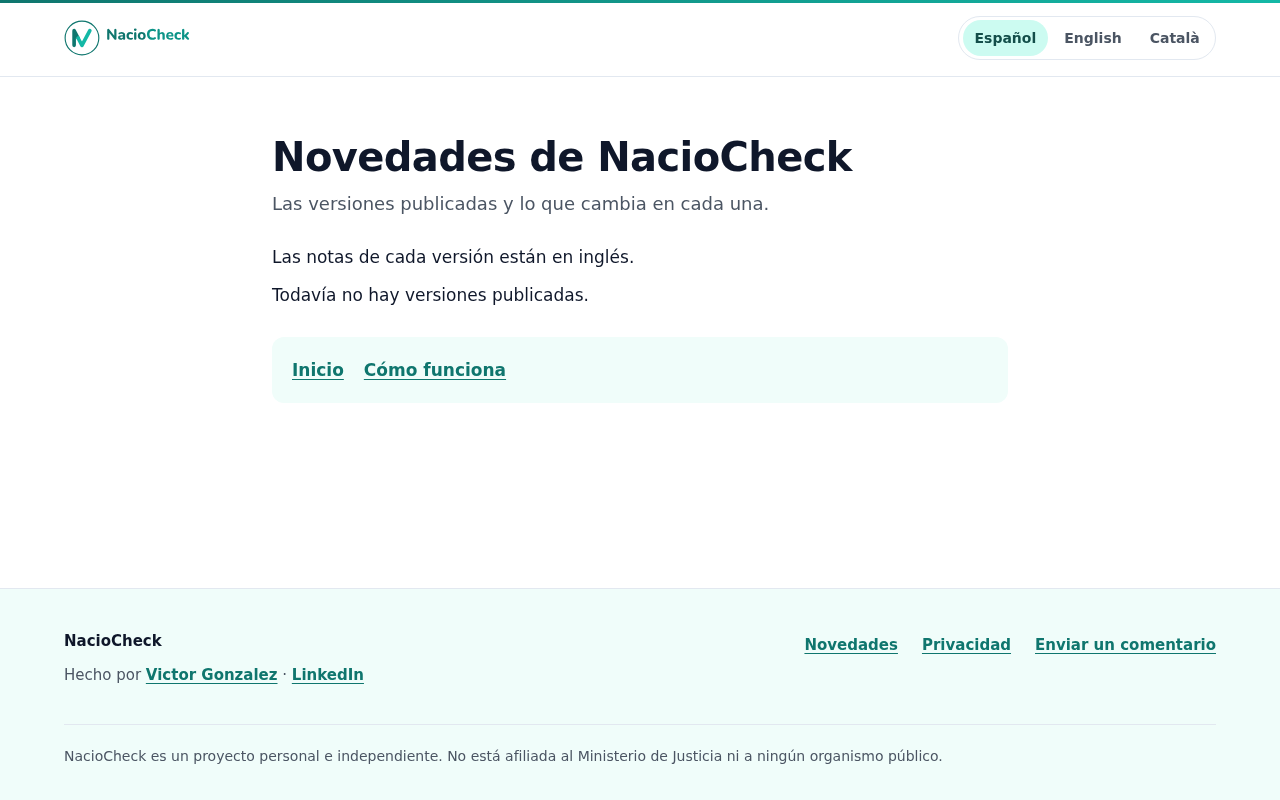 NacioCheck
Español English Català
Novedades de NacioCheck
Las versiones publicadas y lo que cambia en cada una.
Las notas de cada versión están en inglés.
Todavía no hay versiones publicadas.
Inicio Cómo funciona
NacioCheck
Novedades Privacidad Enviar un comentario
Hecho por Victor Gonzalez · LinkedIn
NacioCheck es un proyecto personal e independiente. No está afiliada al Ministerio de Justicia ni a ningún organismo público.